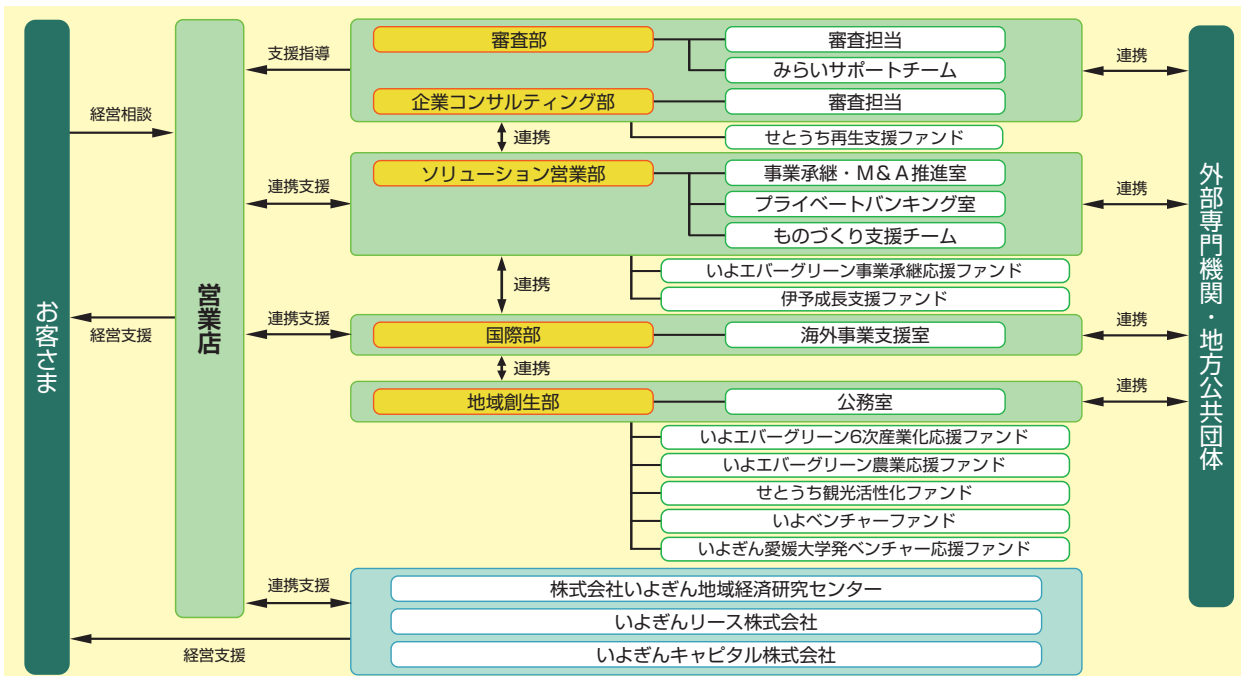 お客さま
経営相談
経営支援
営業店
支援指導
審査部
審査担当
みらいサポートチーム
企業コンサルティング部
審査担当
連携
連携
せとうち再生支援ファンド
連携支援
ソリューション営業部
事業承継・M&A推進室
プライベートバンキング室
ものづくり支援チーム
連携
連携
いよエバーグリーン事業承継応援ファンド
伊予成長支援ファンド
連携支援
国際部
海外事業支援室
連携
連携
地域創生部
公務室
連携
いよエバーグリーン6次産業化応援ファンド
いよエバーグリーン農業応援ファンド
せとうち観光活性化ファンド
いよベンチャーファンド
いよぎん愛媛大学発ベンチャー応援ファンド
連携支援
株式会社いよぎん地域経済研究センター
いよぎんリース株式会社
いよぎんキャピタル株式会社
経営支援
外部専門機関・地方公共団体